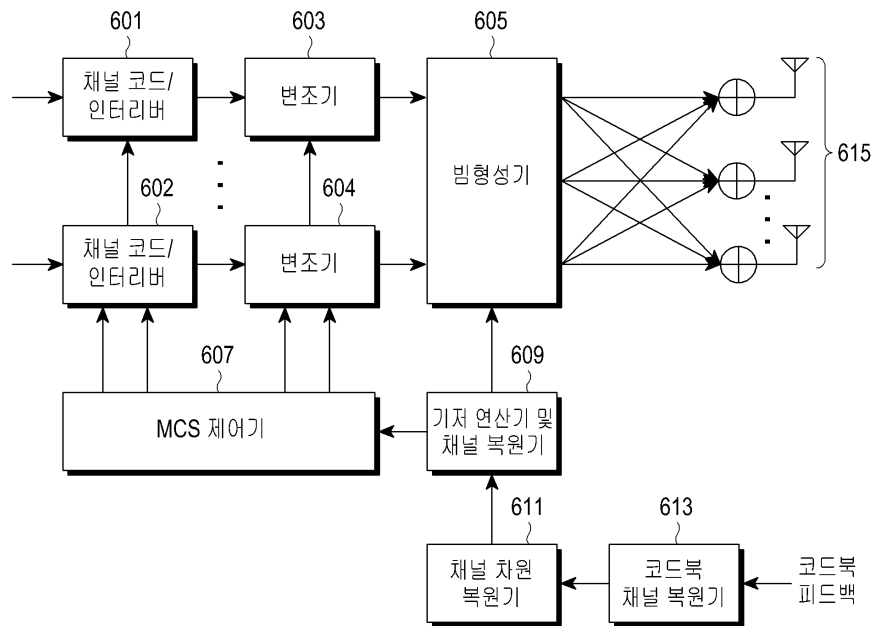 601
603
605
채널 코드/
인터리버
변조기
빔형성기
615
602
604
채널 코드/
인터리버
변조기
607
609
MCS 제어기
기저 연산기 및
채널 복원기
611
613
채널 차원
복원기
코드북
채널 복원기
코드북
피드백